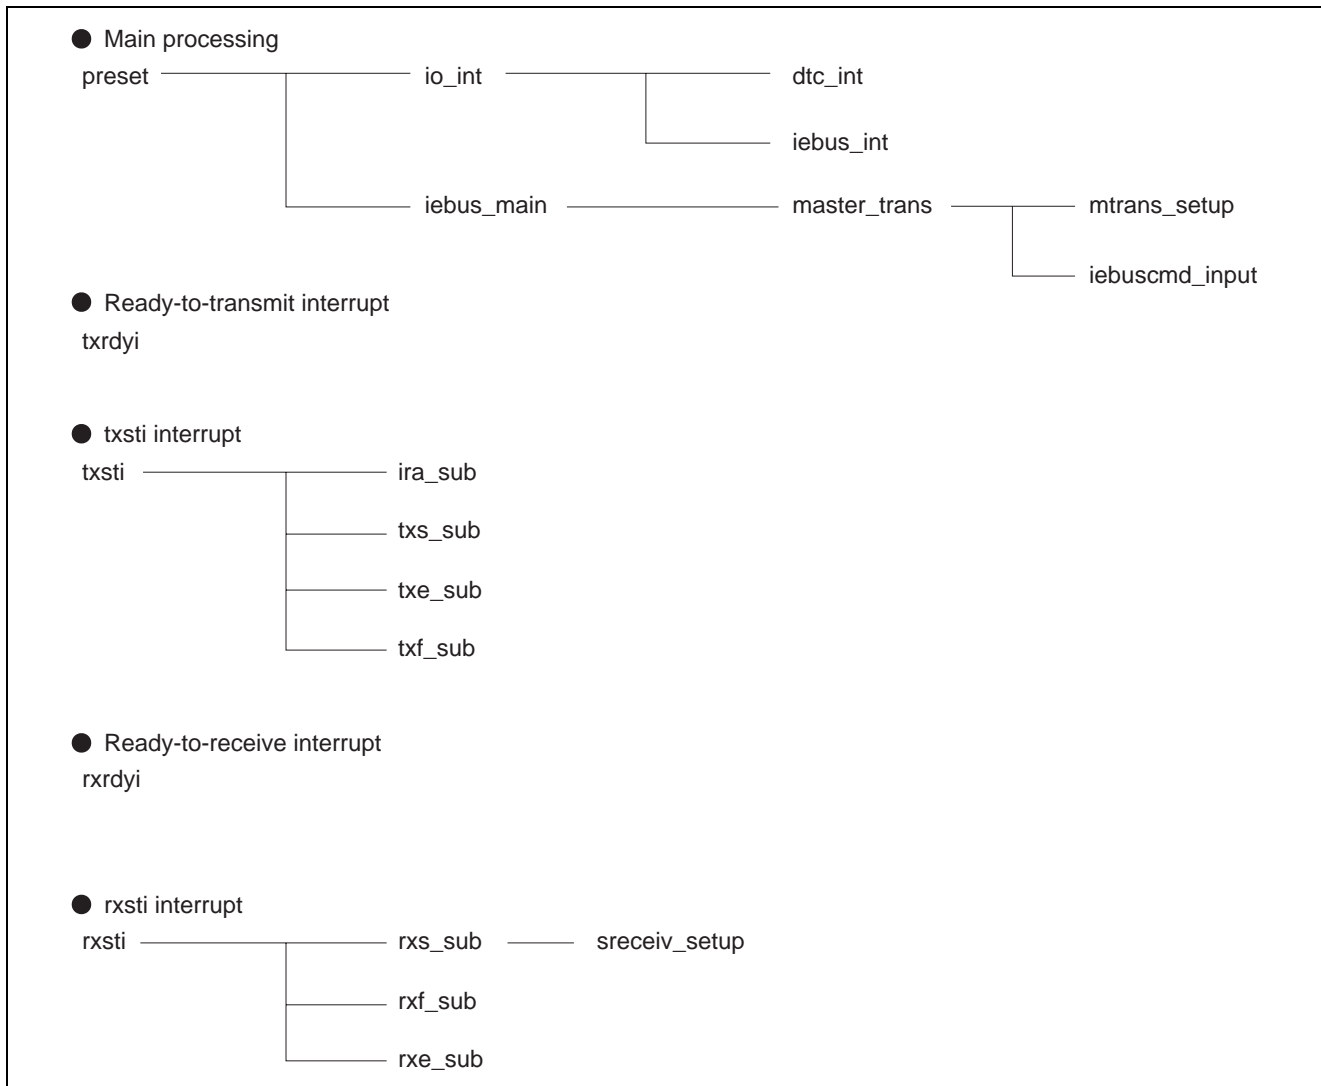 ● Main processing
preset io_int dtc_int
iebus_int
iebus_main master_trans mtrans_setup
iebuscmd_input
● Ready-to-transmit interrupt
txrdyi
● txsti interrupt
txsti ira_sub
txs_sub
txe_sub
txf_sub
● Ready-to-receive interrupt
rxrdyi
● rxsti interrupt
rxsti rxs_sub sreceiv_setup
rxf_sub
rxe_sub